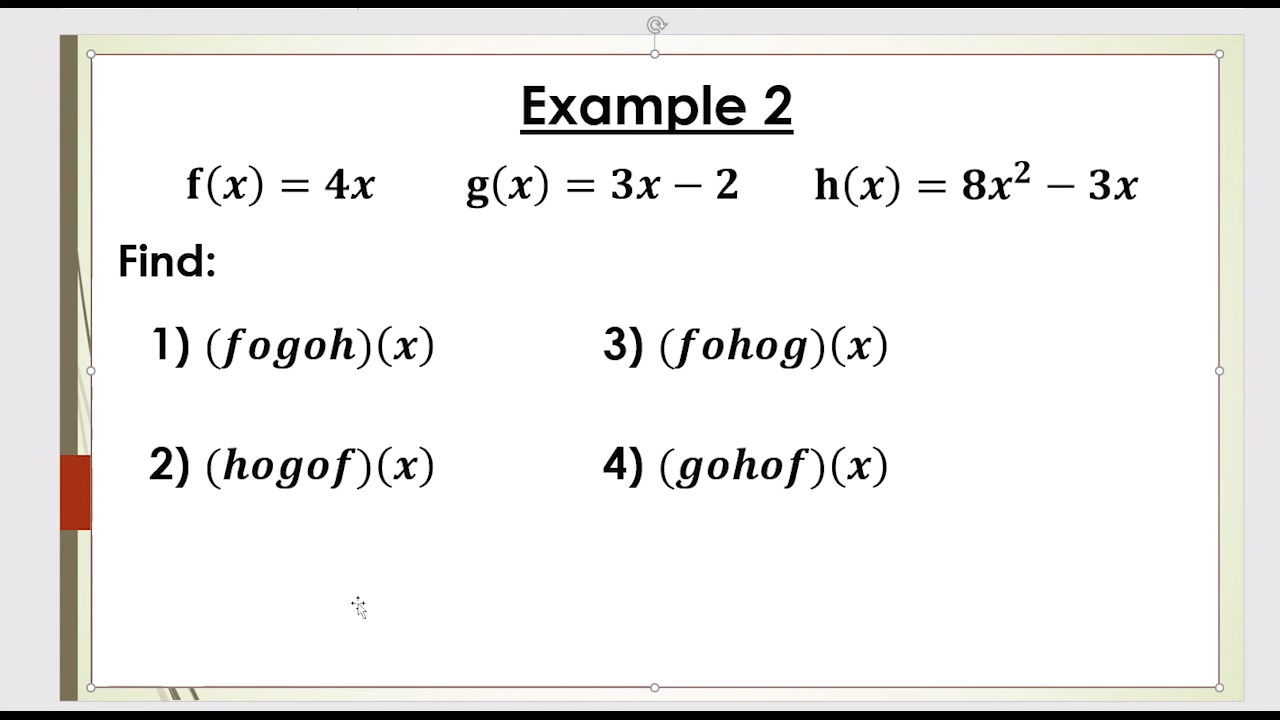 Example 2
f(x) = 4x g(x) = 3x − 2 h(x) = 8x² − 3x
Find:
1) (fogoh)(x) 3) (fohog)(x)
2) (hogof)(x) 4) (gohof)(x)